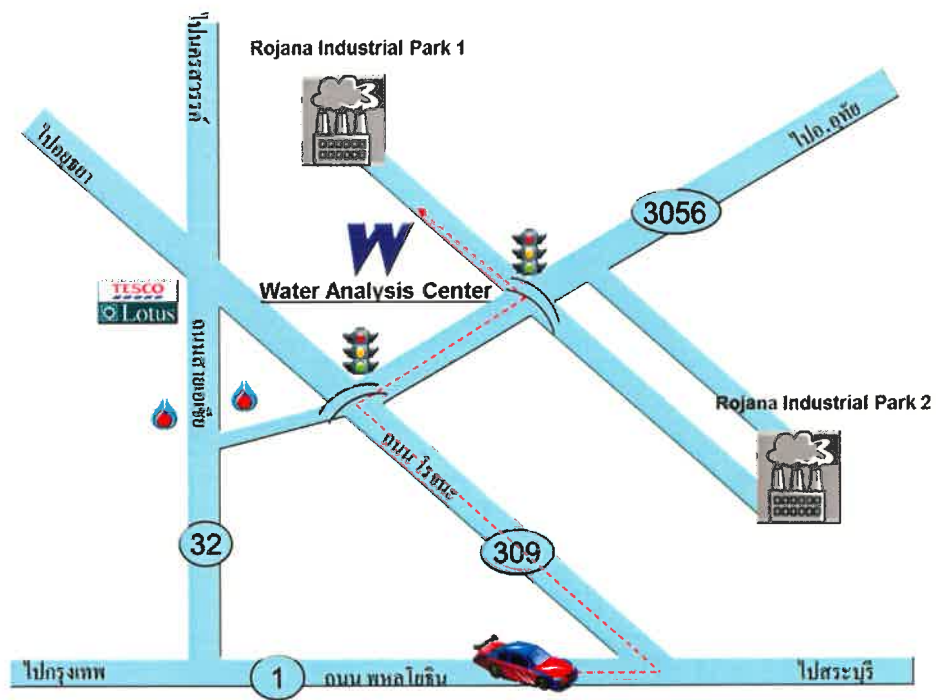 ไปนครสวรรค์
Rojana Industrial Park 1
ไปอยุธยา
ไปอ.อุทัย
3056
W
Water Analysis Center
TESCO
Lotus
ถนนสายเอเซีย
Rojana Industrial Park 2
ถนน โรจนะ
32
309
ไปกรุงเทพ
1
ถนน พหลโยธิน
ไปสระบุรี